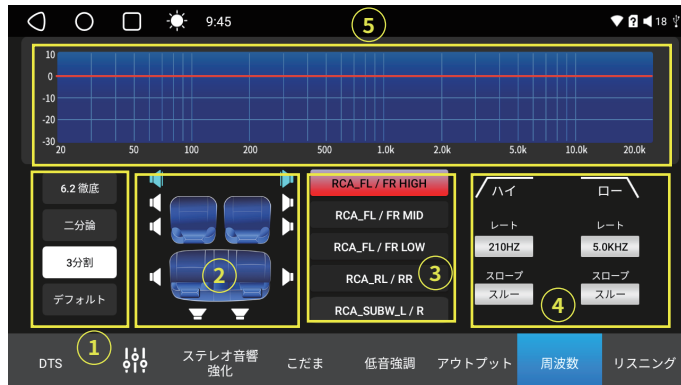 9:45
5
18
10
0
-10
-20
-30
20 50 100 200 500 1.0k 2.0k 5.0k 10.0k 20.0k
6.2 徹底
二分論
3分割
デフォルト
1
2
RCA_FL / FR HIGH
RCA_FL / FR MID
RCA_FL / FR LOW
RCA_RL / RR
RCA_SUBW_L / R
3
ハイ ロー
レート レート
210HZ 5.0KHZ
スロープ スロープ
スルー スルー
4
DTS
ステレオ音響
強化
こだま
低音強調
アウトプット
周波数
リスニング